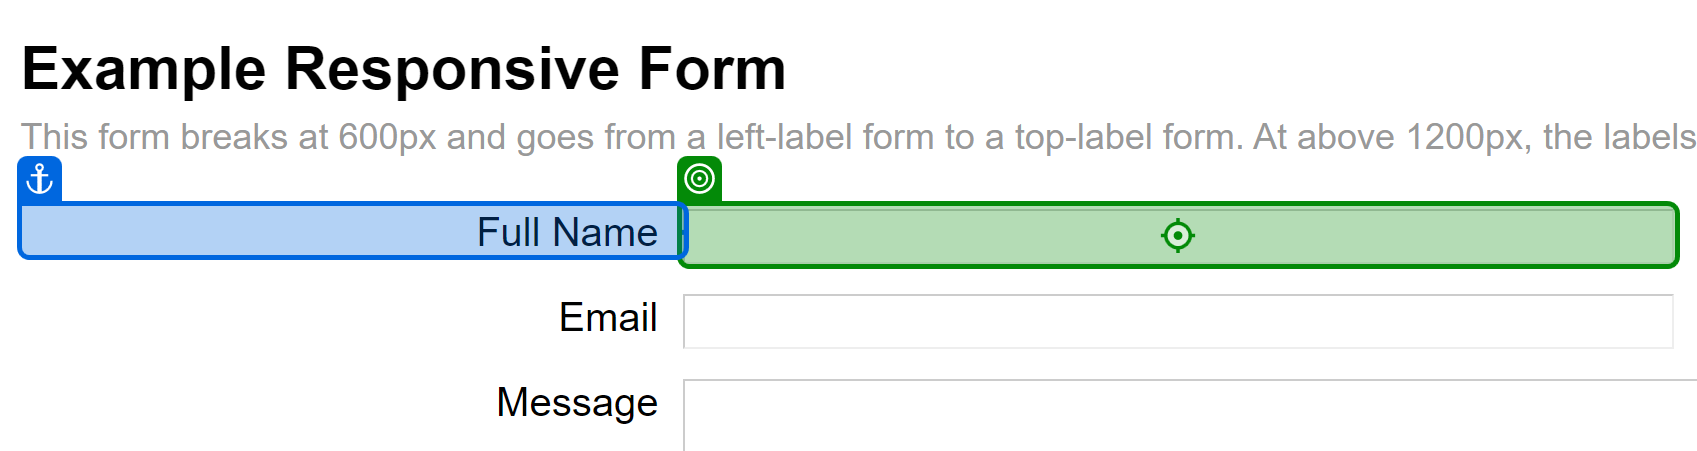 Example Responsive Form
This form breaks at 600px and goes from a left-label form to a top-label form. At above 1200px, the labels
Full Name
Email
Message